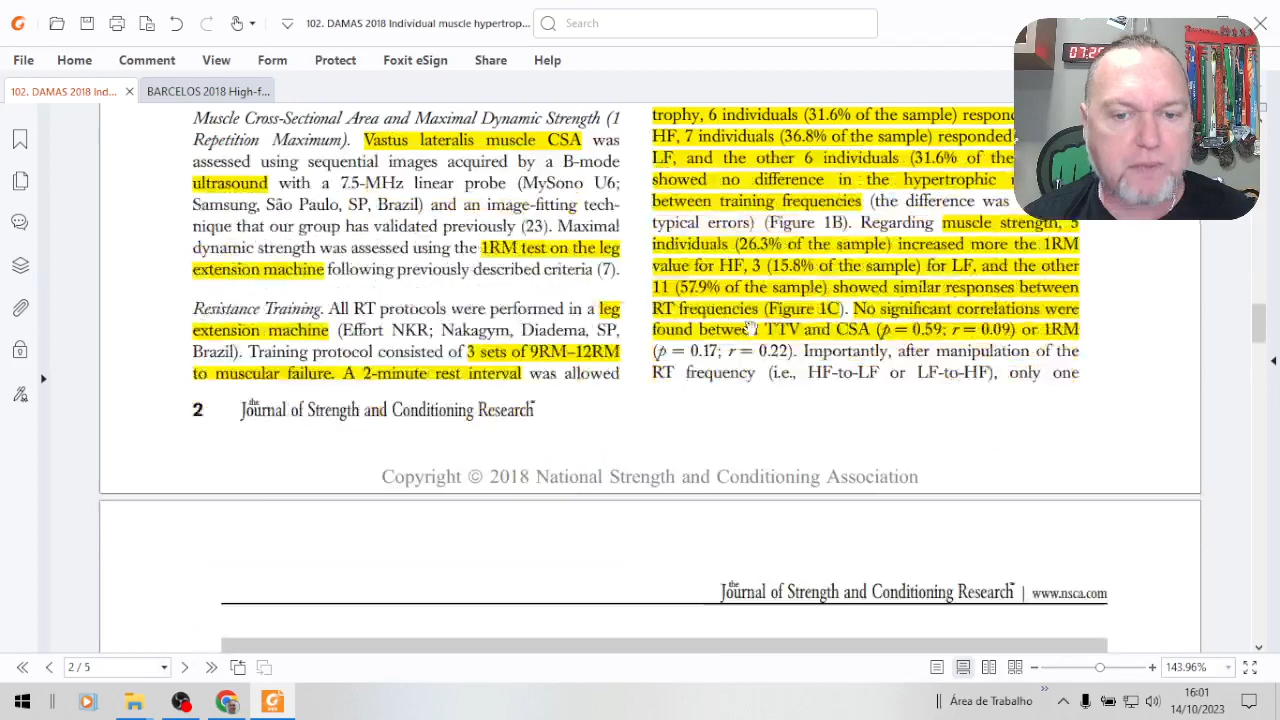 102. DAMAS 2018 Individual muscle hypertrop...
Search
File Home Comment View Form Protect Foxit eSign Share Help
102. DAMAS 2018 Ind...
BARCELOS 2018 High-f...
07:2
Muscle Cross-Sectional Area and Maximal Dynamic Strength (1
Repetition Maximum). Vastus lateralis muscle CSA was
assessed using sequential images acquired by a B-mode
ultrasound with a 7.5-MHz linear probe (MySono U6;
Samsung, São Paulo, SP, Brazil) and an image-fitting tech-
nique that our group has validated previously (23). Maximal
dynamic strength was assessed using the 1RM test on the leg
extension machine following previously described criteria (7).
Resistance Training. All RT protocols were performed in a leg
extension machine (Effort NKR; Nakagym, Diadema, SP,
Brazil). Training protocol consisted of 3 sets of 9RM–12RM
to muscular failure. A 2-minute rest interval was allowed
trophy, 6 individuals (31.6% of the sample) respon
HF, 7 individuals (36.8% of the sample) responded
LF, and the other 6 individuals (31.6% of the
showed no difference in the hypertrophic
between training frequencies (the difference was
typical errors) (Figure 1B). Regarding muscle strength, 5
individuals (26.3% of the sample) increased more the 1RM
value for HF, 3 (15.8% of the sample) for LF, and the other
11 (57.9% of the sample) showed similar responses between
RT frequencies (Figure 1C). No significant correlations were
found between TTV and CSA (p = 0.59; r = 0.09) or 1RM
(p = 0.17; r = 0.22). Importantly, after manipulation of the
RT frequency (i.e., HF-to-LF or LF-to-HF), only one
2 the Journal of Strength and Conditioning Research™
Copyright © 2018 National Strength and Conditioning Association
the Journal of Strength and Conditioning Research™ | www.nsca.com
2 / 5
143.96%
Área de Trabalho
16:01
14/10/2023